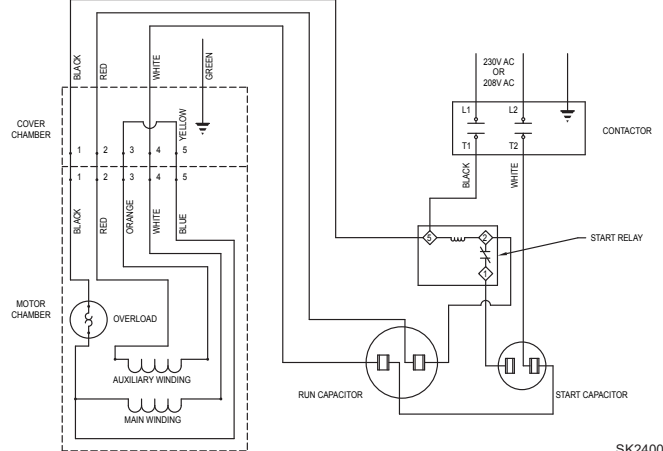 BLACK
RED
WHITE
GREEN
230V AC
OR
208V AC
COVER
CHAMBER
YELLOW
L1
L2
CONTACTOR
T1
T2
1
2
3
4
5
1
2
3
4
5
BLACK
WHITE
BLACK
RED
ORANGE
WHITE
BLUE
5
2
START RELAY
1
MOTOR
CHAMBER
OVERLOAD
AUXILIARY WINDING
RUN CAPACITOR
START CAPACITOR
MAIN WINDING
SK2400